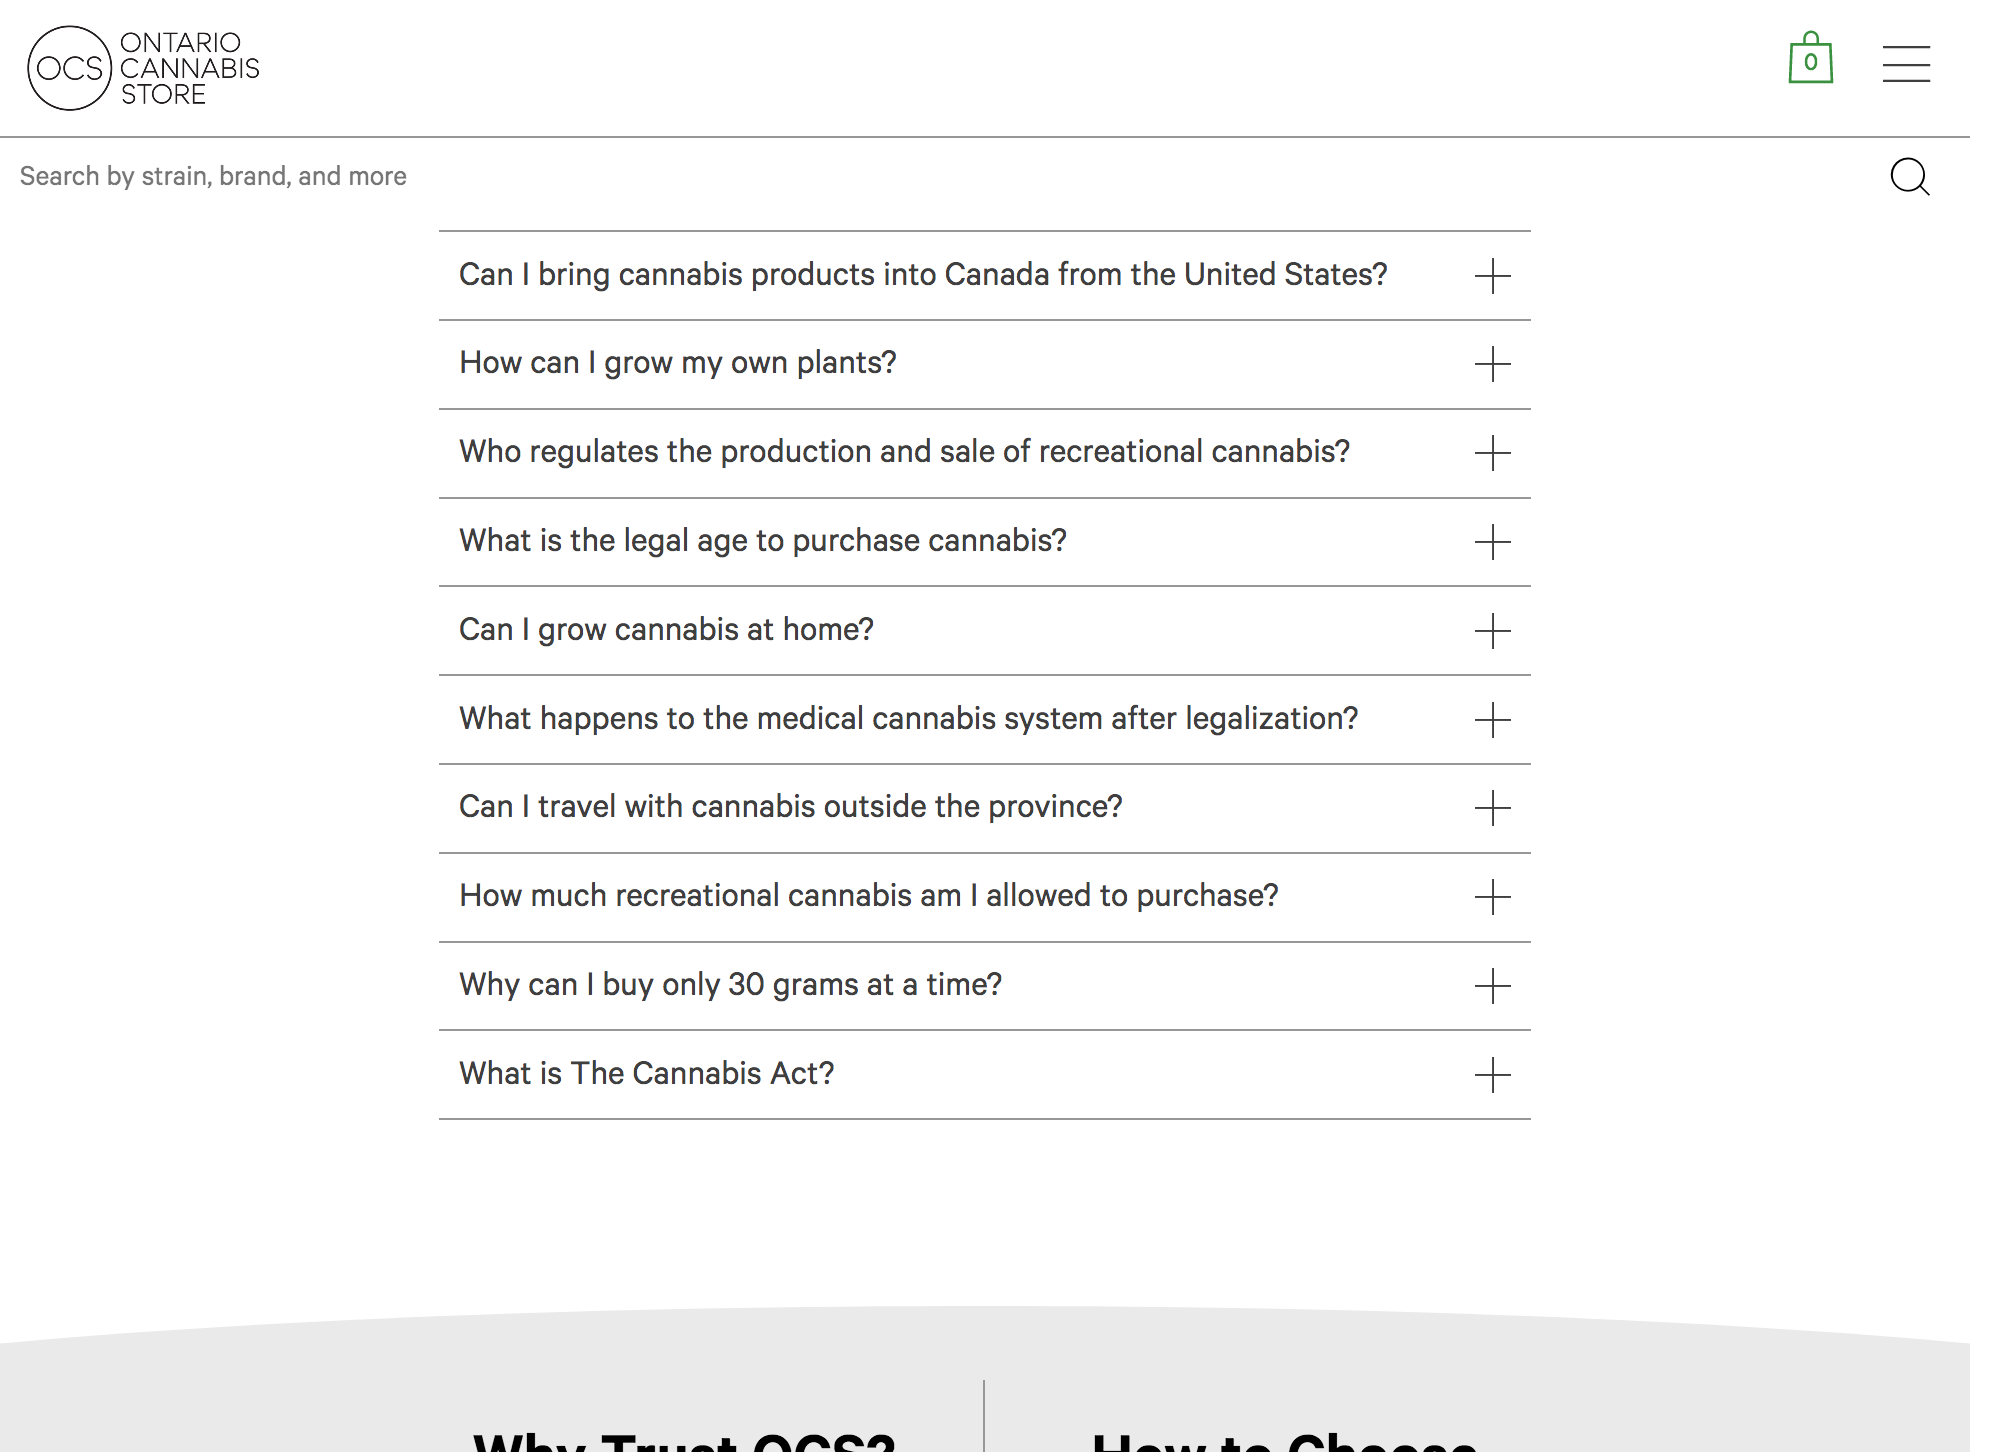 OCS
ONTARIO
CANNABIS
STORE
0
Search by strain, brand, and more
Can I bring cannabis products into Canada from the United States?
How can I grow my own plants?
Who regulates the production and sale of recreational cannabis?
What is the legal age to purchase cannabis?
Can I grow cannabis at home?
What happens to the medical cannabis system after legalization?
Can I travel with cannabis outside the province?
How much recreational cannabis am I allowed to purchase?
Why can I buy only 30 grams at a time?
What is The Cannabis Act?
Why Trust OCS?
How to Choose